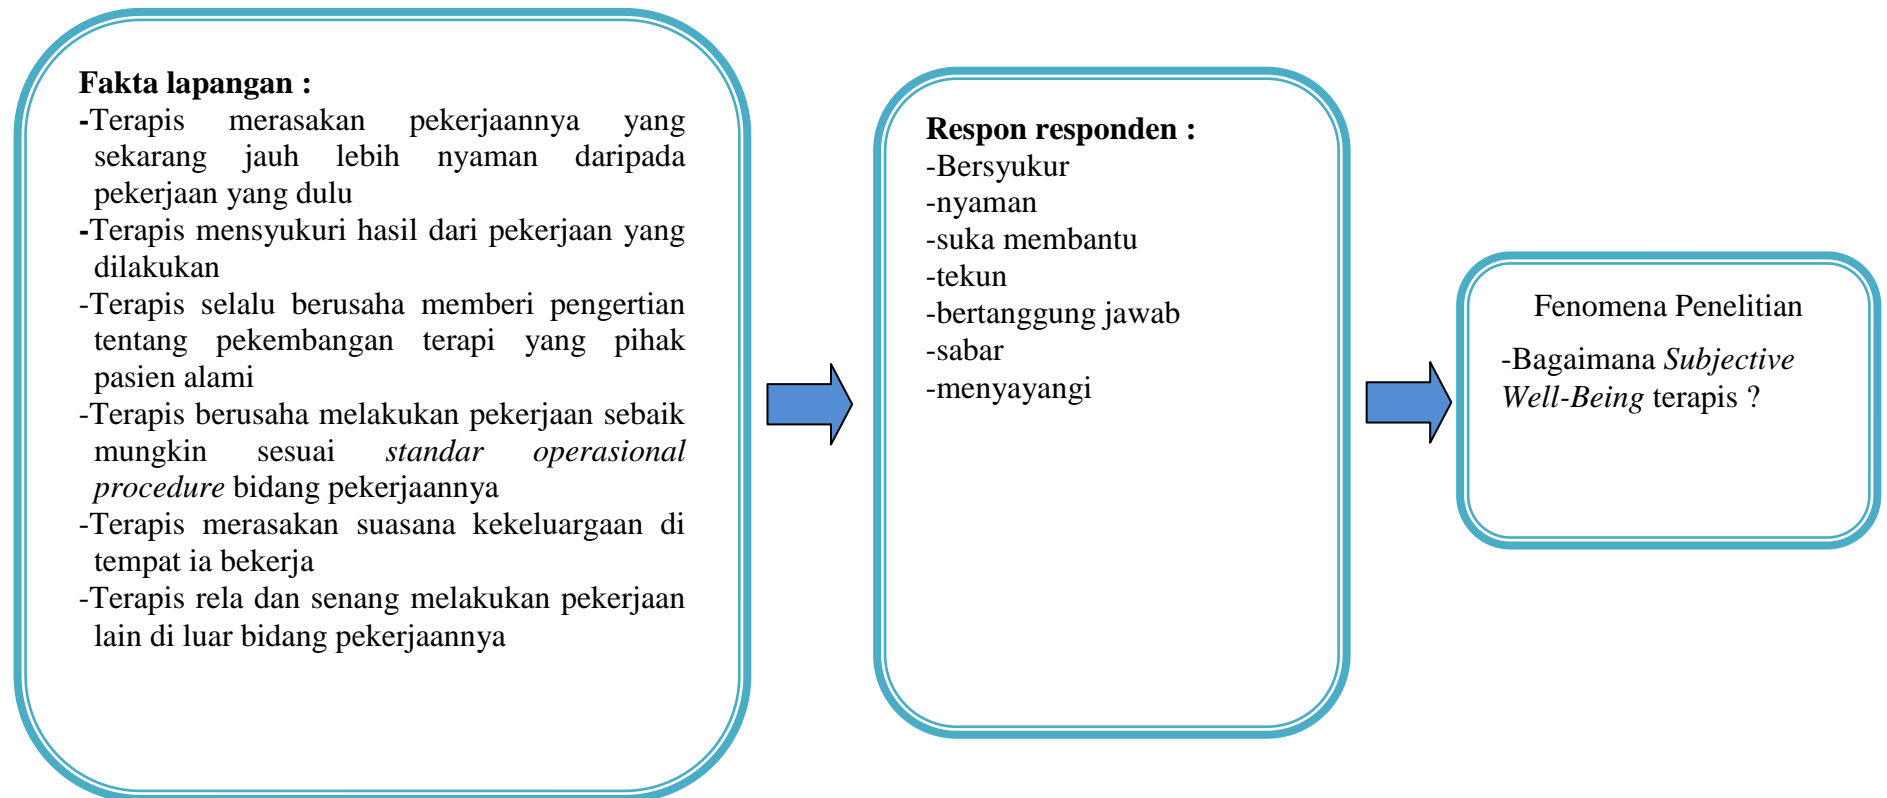 Fakta lapangan :
-Terapis merasakan pekerjaannya yang
sekarang jauh lebih nyaman daripada
pekerjaan yang dulu
-Terapis mensyukuri hasil dari pekerjaan yang
dilakukan
-Terapis selalu berusaha memberi pengertian
tentang pekembangan terapi yang pihak
pasien alami
-Terapis berusaha melakukan pekerjaan sebaik
mungkin sesuai standar operasional
procedure bidang pekerjaannya
-Terapis merasakan suasana kekeluargaan di
tempat ia bekerja
-Terapis rela dan senang melakukan pekerjaan
lain di luar bidang pekerjaannya
Respon responden :
-Bersyukur
-nyaman
-suka membantu
-tekun
-bertanggung jawab
-sabar
-menyayangi
Fenomena Penelitian
-Bagaimana Subjective
Well-Being terapis ?